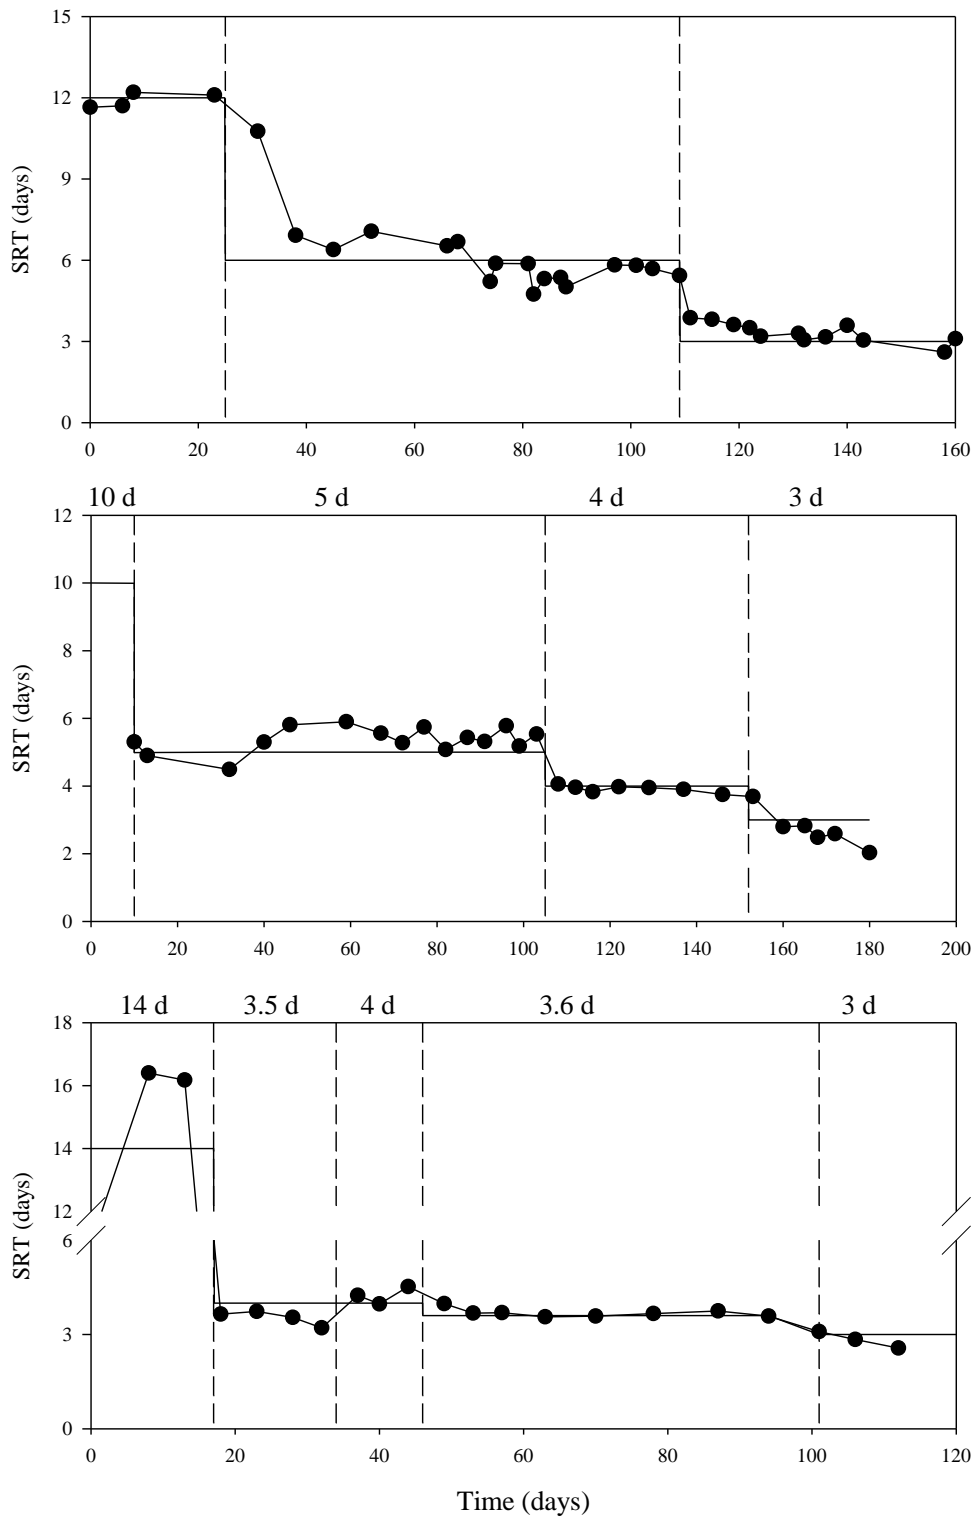 15
12
9
6
3
0
SRT (days)
0 20 40 60 80 100 120 140 160
10 d 5 d 4 d 3 d
12
10
8
6
4
2
0
SRT (days)
0 20 40 60 80 100 120 140 160 180 200
14 d 3.5 d 4 d 3.6 d 3 d
18
16
14
12
6
3
0
SRT (days)
0 20 40 60 80 100 120
Time (days)